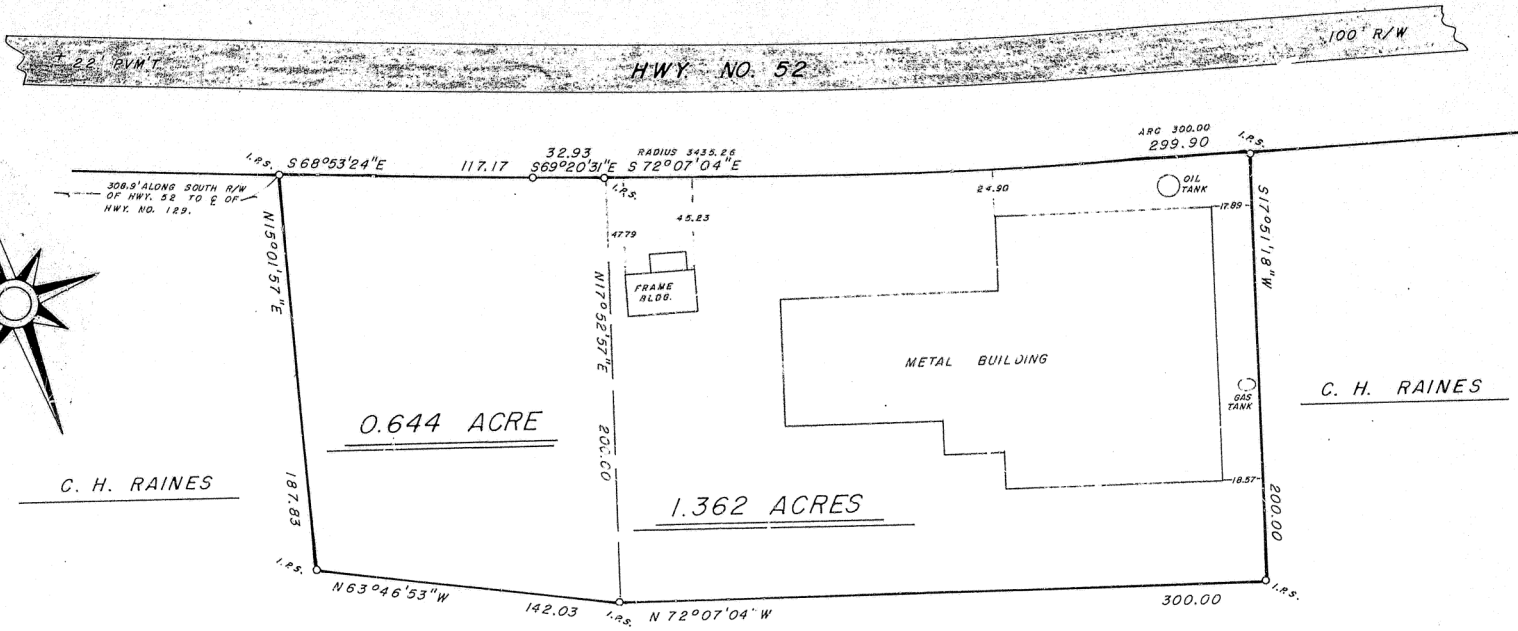 ± 22' PVM'T.
HWY. NO. 52
100' R/W
I.P.S.
S 68°53'24"E
117.17
32.93
S69°20'31"E
RADIUS 3435.26
S 72°07'04"E
ARC 300.00
299.90
I.P.S.
308.9' ALONG SOUTH R/W
OF HWY. 52 TO ℄ OF
HWY. NO. 129.
I.P.S.
24.90
OIL
TANK
17.89
S17°51'18"W
N15°01'57"E
47.79
45.23
N17°52'57"E
FRAME
BLDG.
METAL BUILDING
GAS
TANK
C. H. RAINES
0.644 ACRE
200.00
C. H. RAINES
187.83
1.362 ACRES
18.57
200.00
I.P.S.
N 63°46'53"W
142.03
I.P.S.
N 72°07'04"W
300.00
I.P.S.